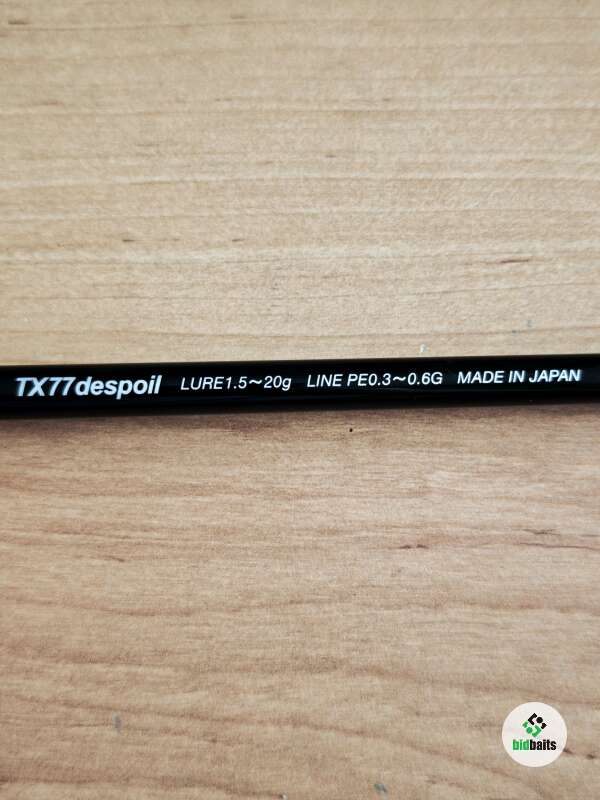 TX77despoil LURE1.5～20g LINE PE0.3～0.6G MADE IN JAPAN
bidbaits